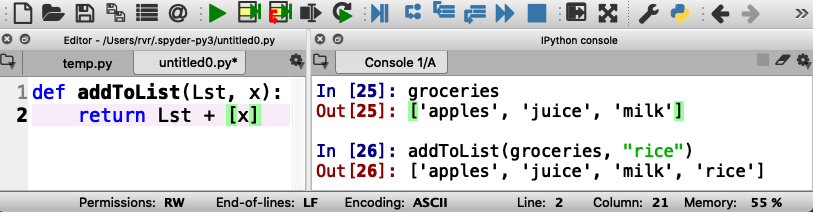 Editor - /Users/rvr/.spyder-py3/untitled0.py
IPython console
temp.py
untitled0.py*
Console 1/A
1 def addToList(Lst, x):
2     return Lst + [x]
In [25]: groceries
Out[25]: ['apples', 'juice', 'milk']
In [26]: addToList(groceries, "rice")
Out[26]: ['apples', 'juice', 'milk', 'rice']
Permissions: RW End-of-lines: LF Encoding: ASCII Line: 2 Column: 21 Memory: 55 %